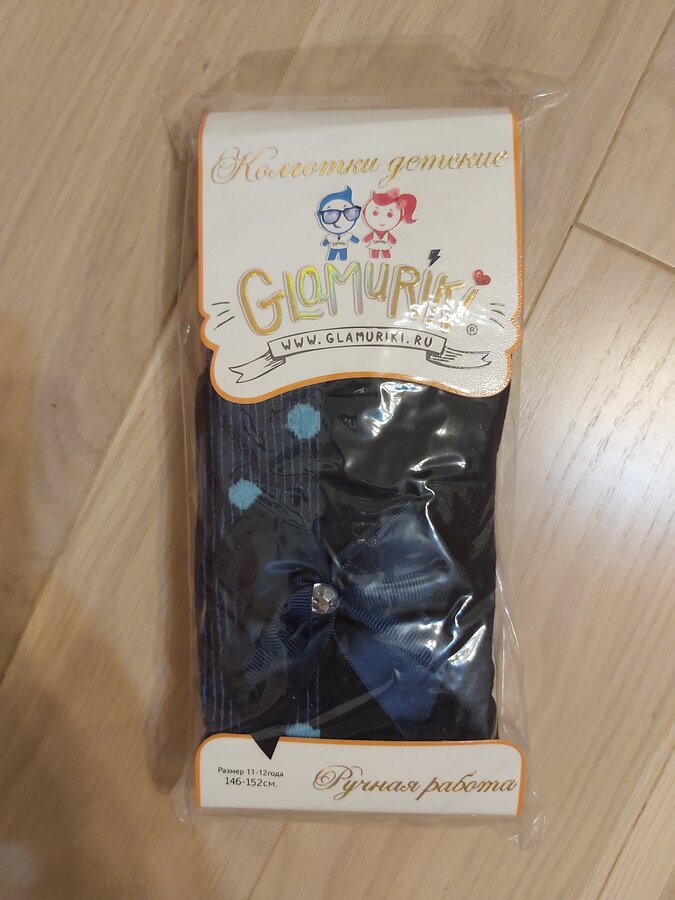 Колготки детские
GLAMURIKI
®
WWW.GLAMURIKI.RU
Размер 11-12года
146-152см.
Ручная работа